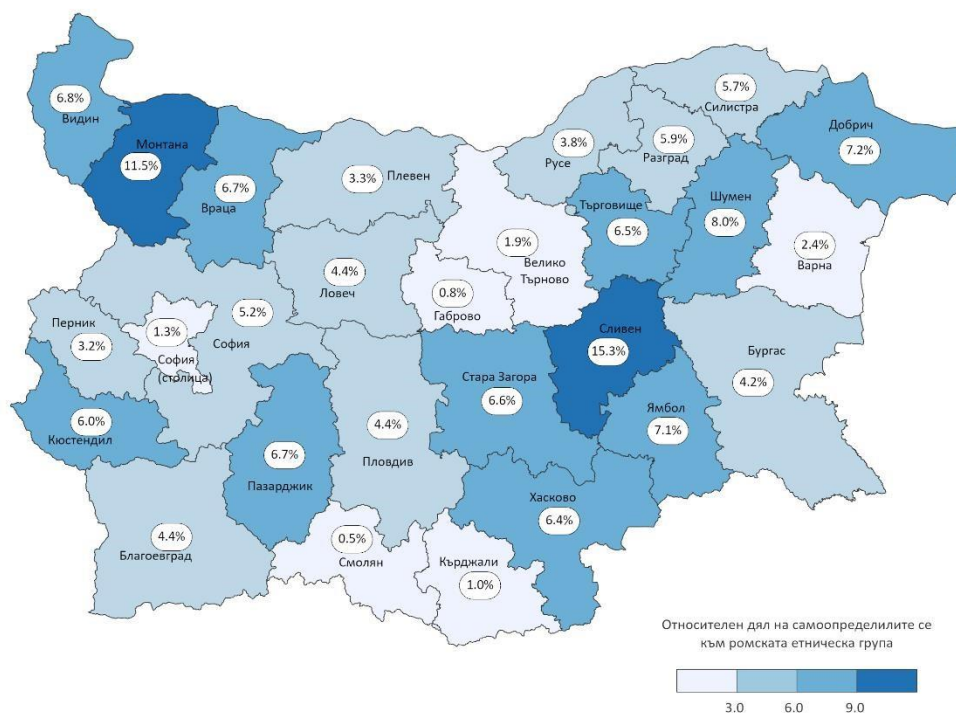 6.8%
Видин
Монтана
11.5%
6.7%
Враца
3.3%
Плевен
3.8%
Русе
5.9%
Разград
5.7%
Силистра
Добрич
7.2%
Търговище
6.5%
Шумен
8.0%
2.4%
Варна
1.9%
Велико
Търново
4.4%
Ловеч
0.8%
Габрово
Перник
3.2%
1.3%
София
(столица)
5.2%
София
Сливен
15.3%
Бургас
4.2%
Стара Загора
6.6%
Ямбол
7.1%
6.0%
Кюстендил
6.7%
Пазарджик
4.4%
Пловдив
Хасково
6.4%
4.4%
Благоевград
0.5%
Смолян
Кърджали
1.0%
Относителен дял на самоопределилите се
към ромската етническа група
3.0 6.0 9.0